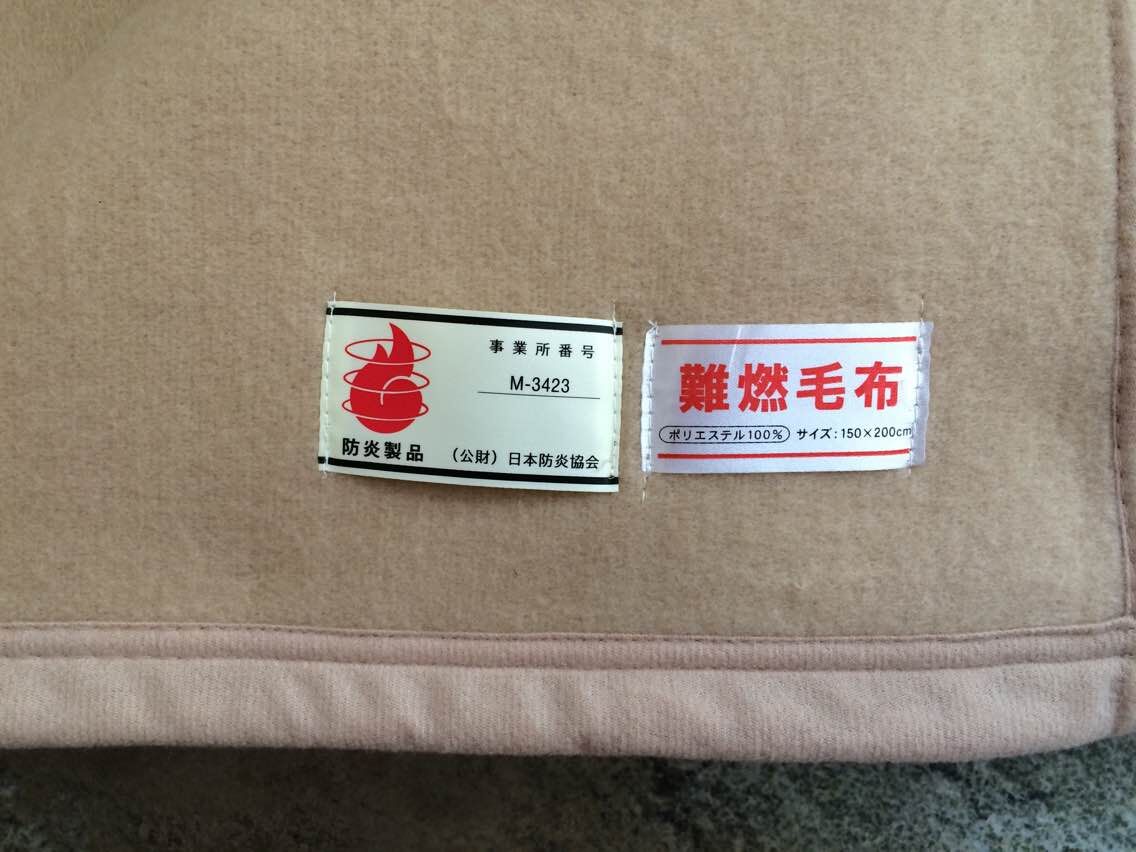 事業所番号
M-3423
防炎製品
(公財)日本防炎協会
難燃毛布
ポリエステル100% サイズ:150×200cm